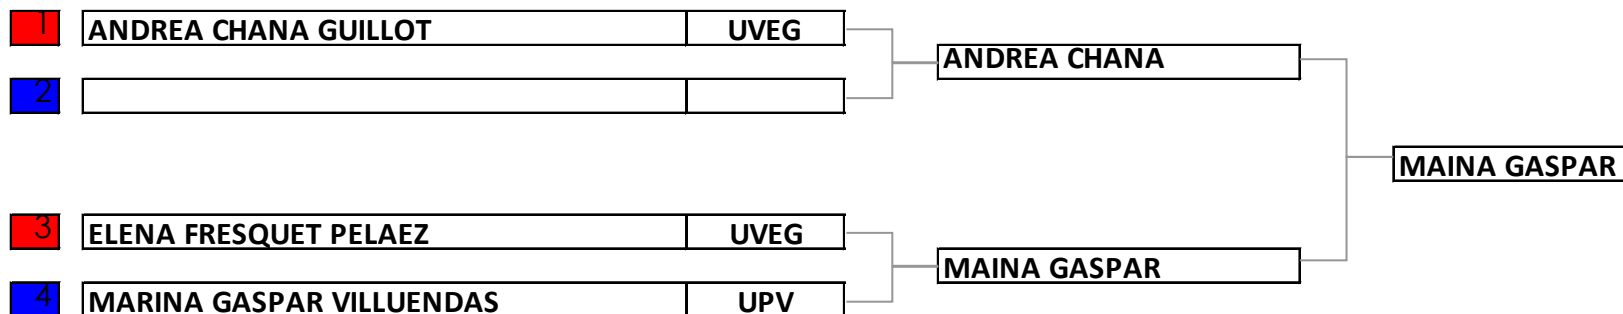 1 ANDREA CHANA GUILLOT UVEG
ANDREA CHANA
2
MAINA GASPAR
3 ELENA FRESQUET PELAEZ UVEG
MAINA GASPAR
4 MARINA GASPAR VILLUENDAS UPV